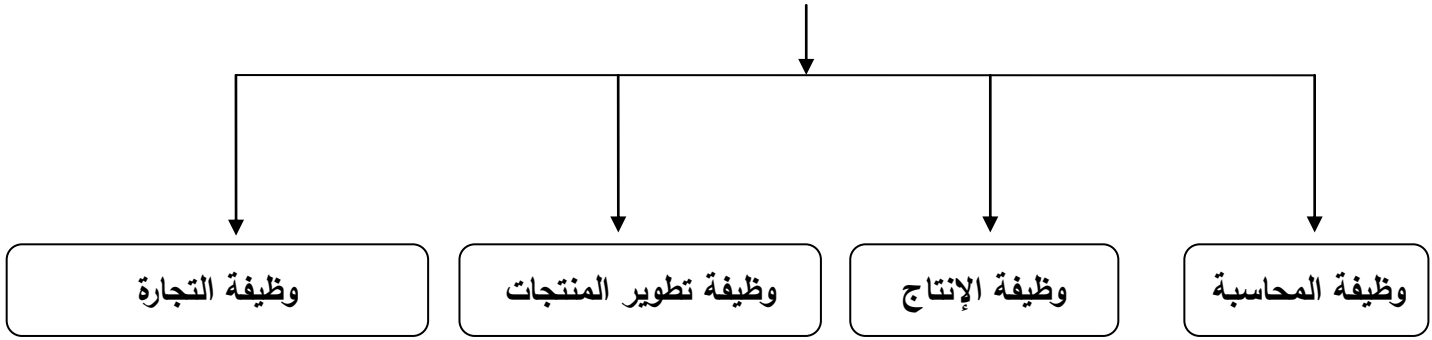 وظيفة المحاسبة
وظيفة الإنتاج
وظيفة تطوير المنتجات
وظيفة التجارة